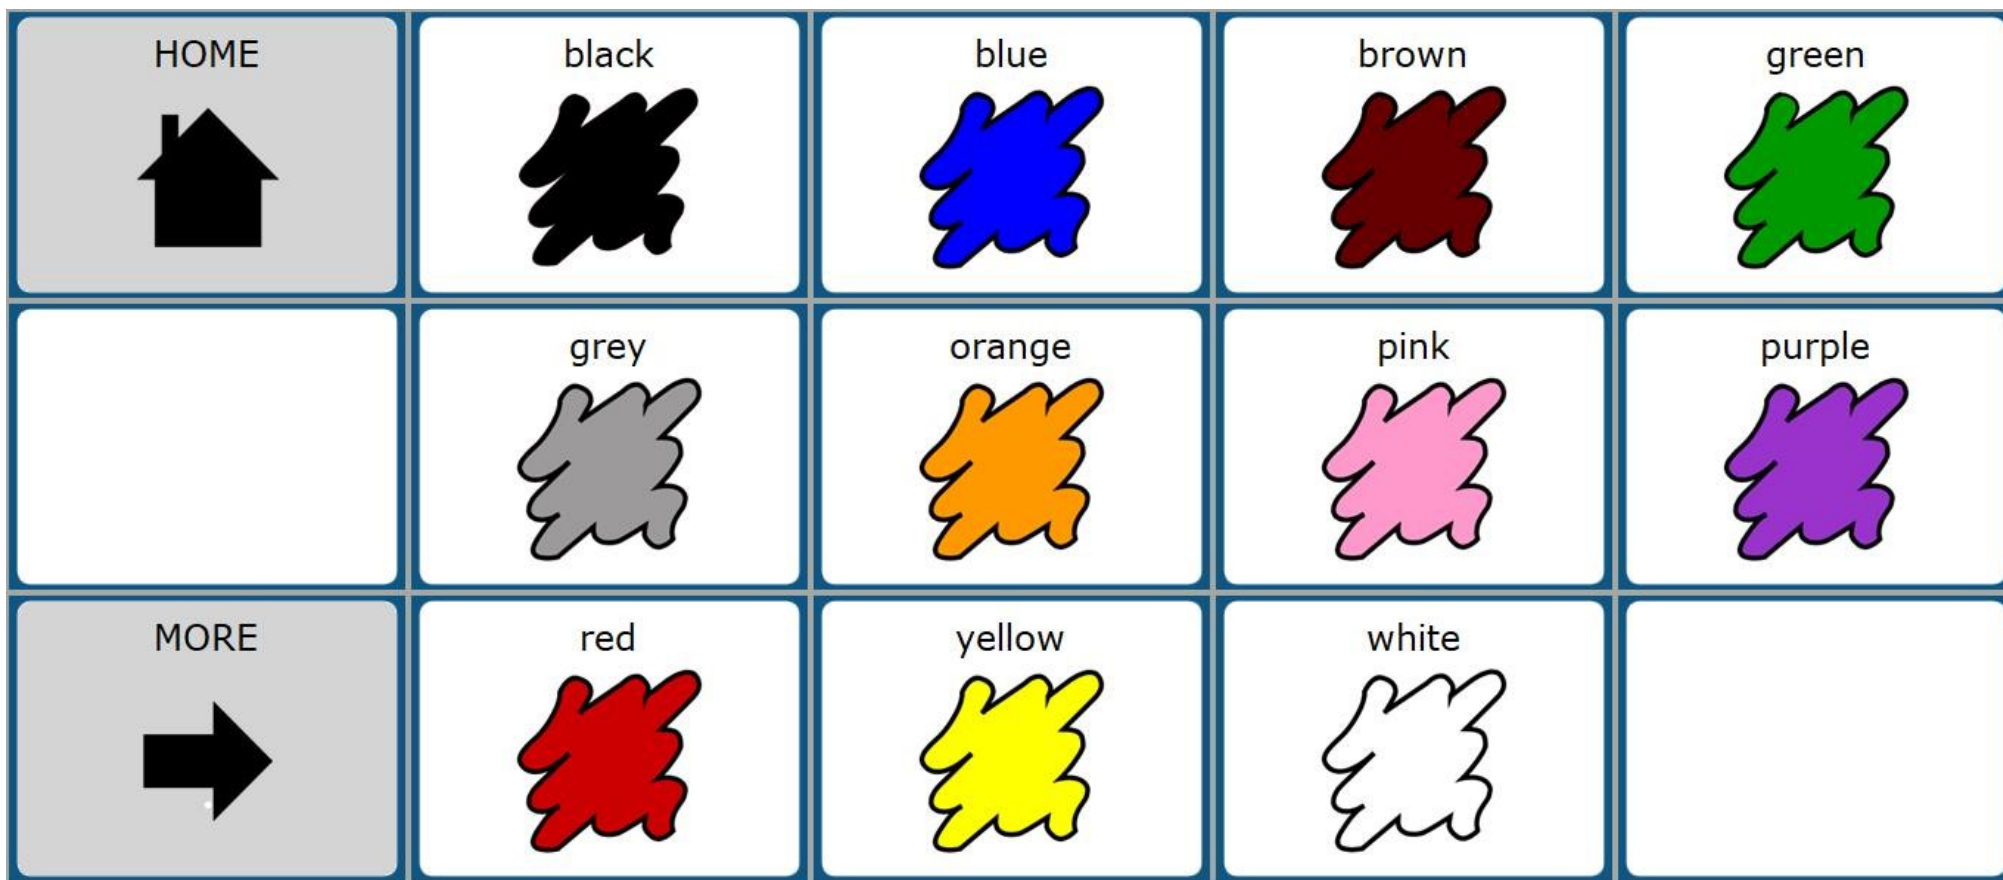 HOME
black
blue
brown
green
grey
orange
pink
purple
MORE
red
yellow
white